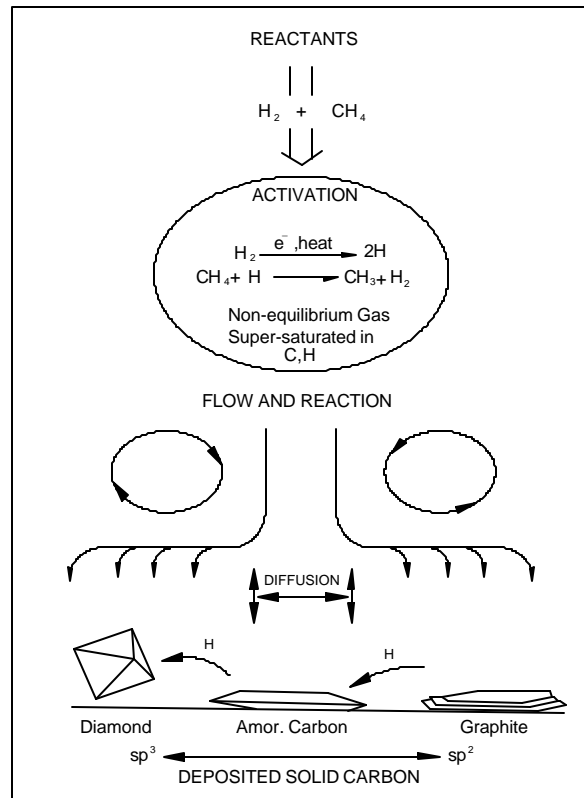 REACTANTS
H₂ + CH₄
ACTIVATION
e⁻,heat
H₂ 2H
CH₄+ H CH₃+ H₂
Non-equilibrium Gas
Super-saturated in
C,H
FLOW AND REACTION
DIFFUSION
H H
Diamond Amor. Carbon Graphite
sp³ sp²
DEPOSITED SOLID CARBON